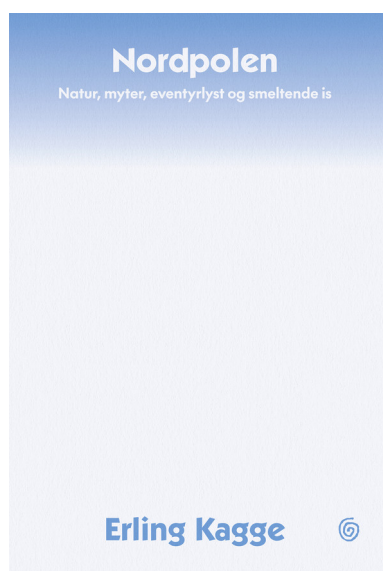 Nordpolen
Natur, myter, eventyrlyst og smeltende is
Erling Kagge